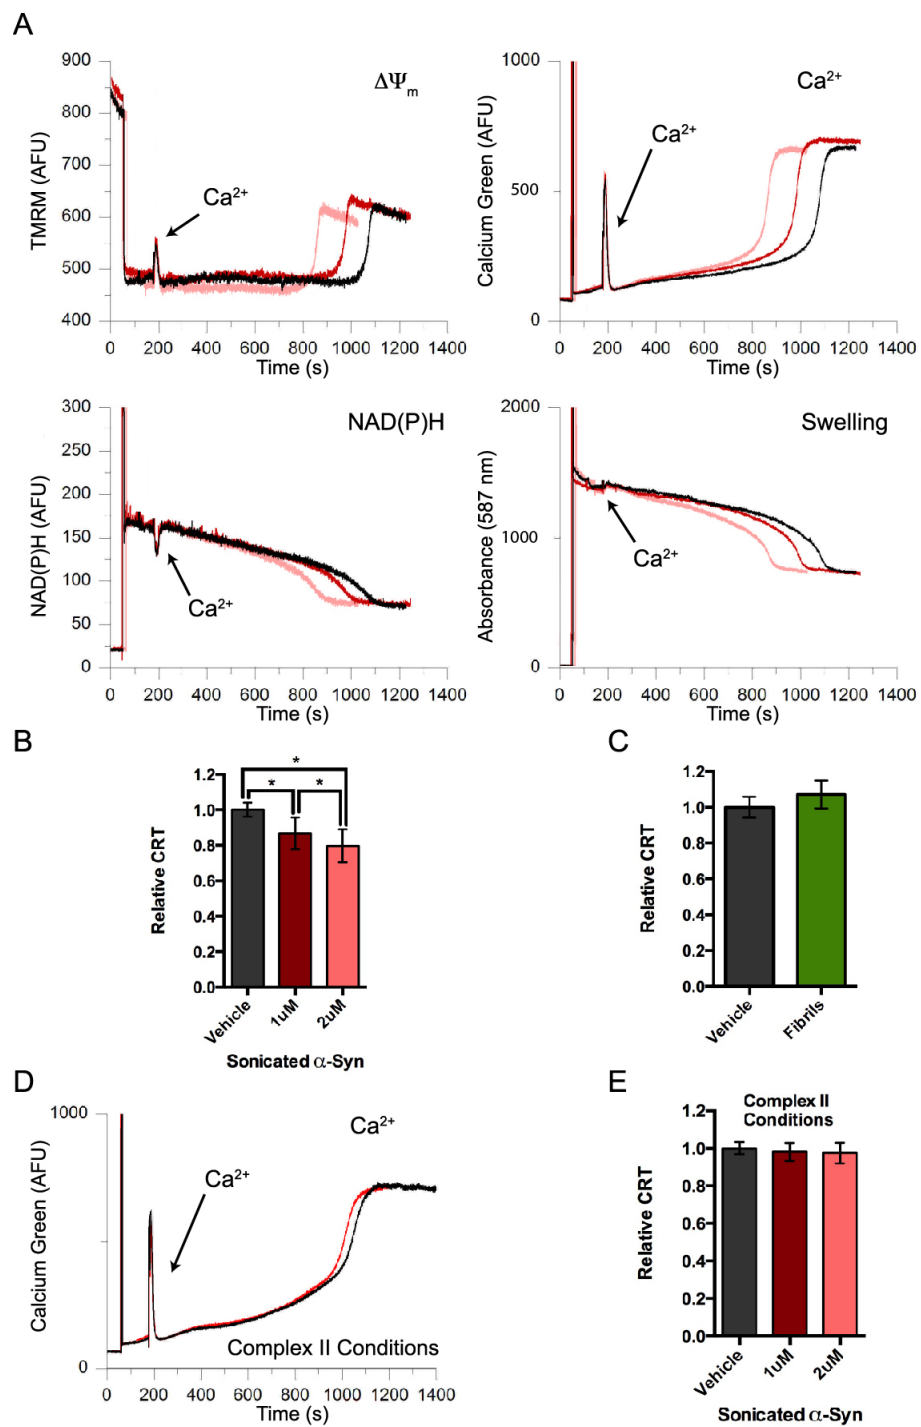 A
TMRM (AFU)
900
800
700
600
500
400
ΔΨm
Ca²⁺
0 200 400 600 800 1000 1200 1400
Time (s)
Calcium Green (AFU)
1000
500
0
Ca²⁺
Ca²⁺
0 200 400 600 800 1000 1200 1400
Time (s)
NAD(P)H (AFU)
300
250
200
150
100
50
0
NAD(P)H
Ca²⁺
0 200 400 600 800 1000 1200 1400
Time (s)
Absorbance (587 nm)
2000
1000
0
Swelling
Ca²⁺
0 200 400 600 800 1000 1200 1400
Time (s)
B
Relative CRT
1.2
1.0
0.8
0.6
0.4
0.2
0.0
*
* *
Vehicle 1uM 2uM
Sonicated α-Syn
C
Relative CRT
1.2
1.0
0.8
0.6
0.4
0.2
0.0
Vehicle Fibrils
D
Calcium Green (AFU)
1000
0
Ca²⁺
Ca²⁺
Complex II Conditions
0 200 400 600 800 1000 1200 1400
Time (s)
E
Complex II
Conditions
Relative CRT
1.2
1.0
0.8
0.6
0.4
0.2
0.0
Vehicle 1uM 2uM
Sonicated α-Syn